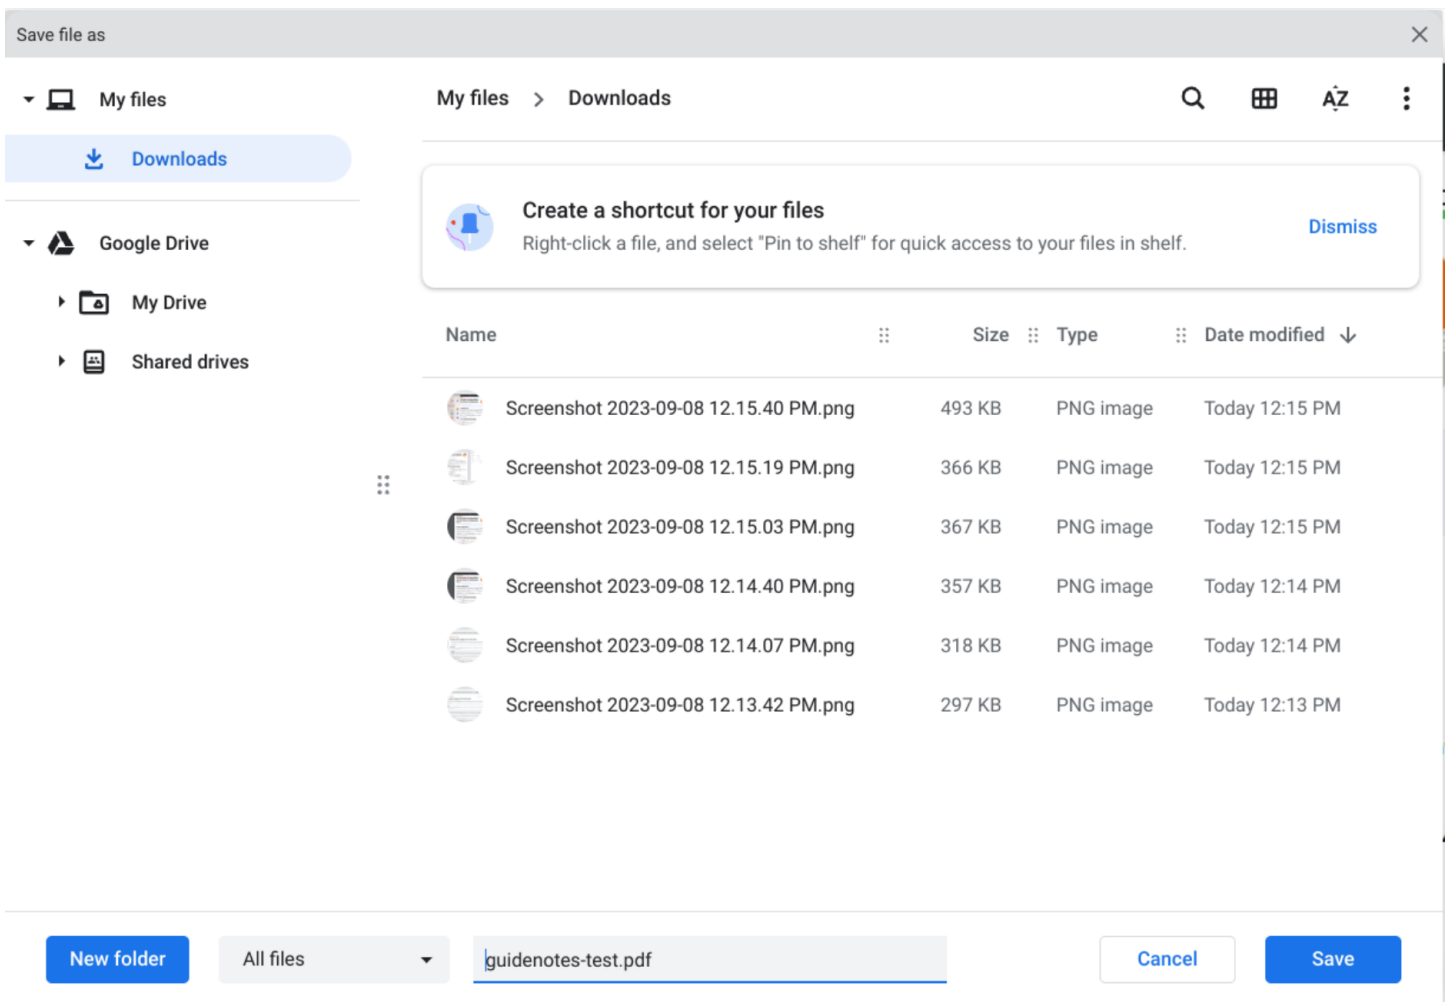 Save file as
My files
Downloads
Google Drive
My Drive
Shared drives
My files > Downloads
AZ
Create a shortcut for your files
Right-click a file, and select "Pin to shelf" for quick access to your files in shelf.
Dismiss
Name Size Type Date modified
Screenshot 2023-09-08 12.15.40 PM.png 493 KB PNG image Today 12:15 PM
Screenshot 2023-09-08 12.15.19 PM.png 366 KB PNG image Today 12:15 PM
Screenshot 2023-09-08 12.15.03 PM.png 367 KB PNG image Today 12:15 PM
Screenshot 2023-09-08 12.14.40 PM.png 357 KB PNG image Today 12:14 PM
Screenshot 2023-09-08 12.14.07 PM.png 318 KB PNG image Today 12:14 PM
Screenshot 2023-09-08 12.13.42 PM.png 297 KB PNG image Today 12:13 PM
New folder All files guidenotes-test.pdf Cancel Save